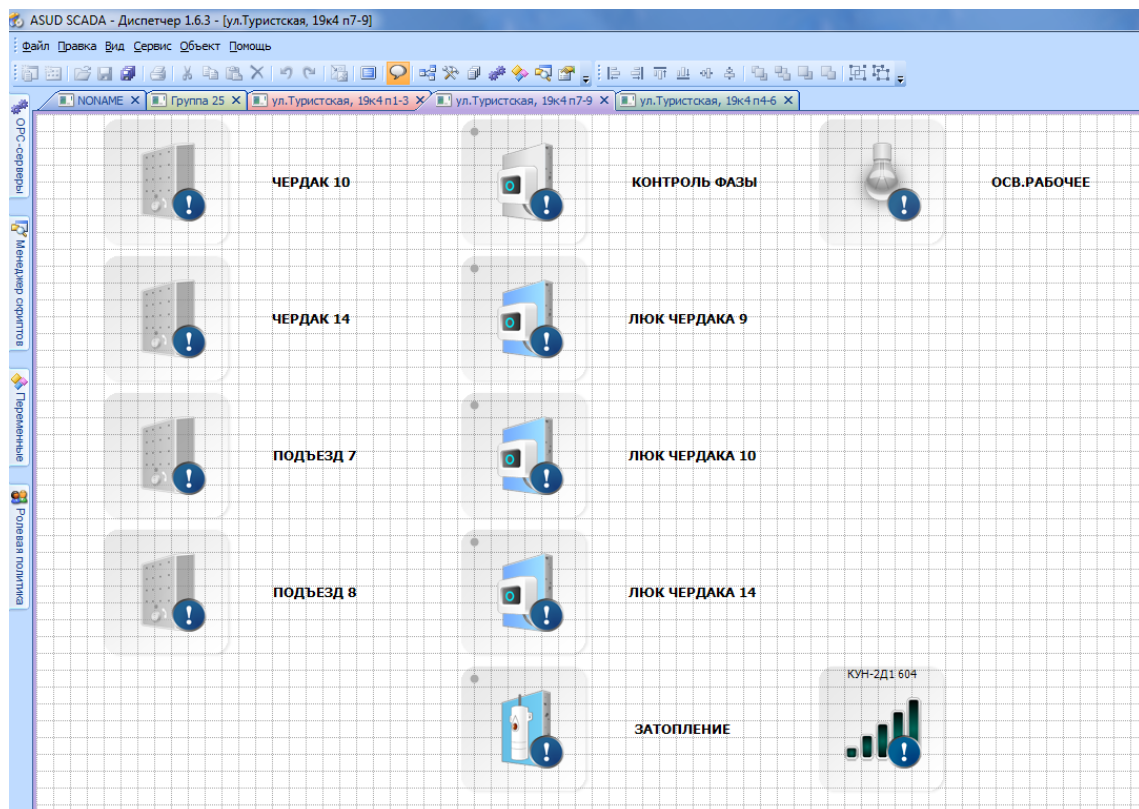 ASUD SCADA - Диспетчер 1.6.3 - [ул.Туристская, 19к4 п7-9]
Файл Правка Вид Сервис Объект Помощь
NONAME Группа 25 ул.Туристская, 19к4 п1-3 ул.Туристская, 19к4 п7-9 ул.Туристская, 19к4 п4-6
OPC-серверы
Менеджер скриптов
Переменные
Ролевая политика
ЧЕРДАК 10 КОНТРОЛЬ ФАЗЫ ОСВ.РАБОЧЕЕ
ЧЕРДАК 14 ЛЮК ЧЕРДАКА 9
ПОДЪЕЗД 7 ЛЮК ЧЕРДАКА 10
ПОДЪЕЗД 8 ЛЮК ЧЕРДАКА 14
КУН-2Д1 604
ЗАТОПЛЕНИЕ